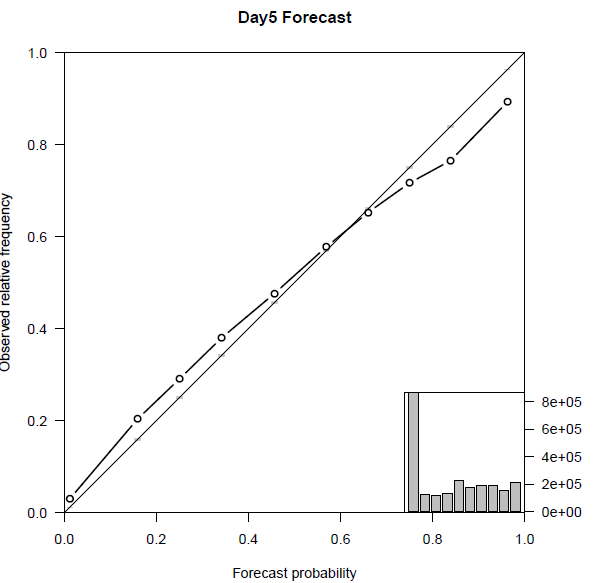 Day5 Forecast
1.0
0.8
0.6
0.4
0.2
0.0
Observed relative frequency
8e+05
6e+05
4e+05
2e+05
0e+00
0.0 0.2 0.4 0.6 0.8 1.0
Forecast probability